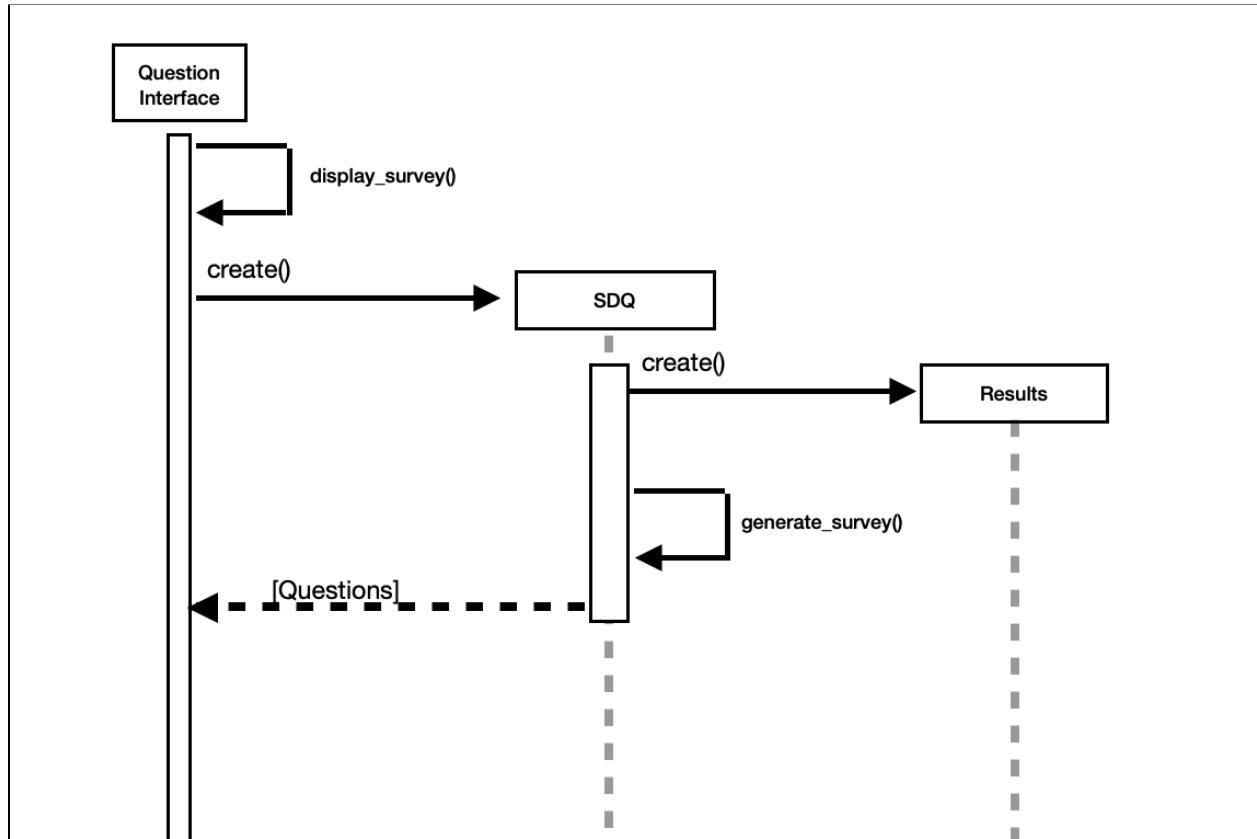 Question
Interface
display_survey()
create()
SDQ
create()
Results
generate_survey()
[Questions]